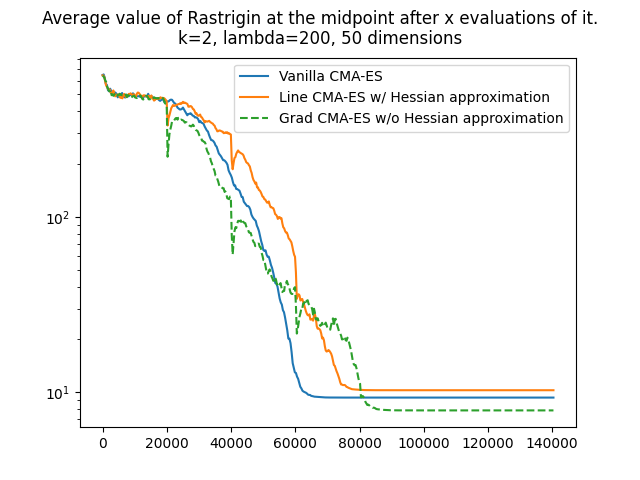 Average value of Rastrigin at the midpoint after x evaluations of it.
k=2, lambda=200, 50 dimensions
Vanilla CMA-ES
Line CMA-ES w/ Hessian approximation
Grad CMA-ES w/o Hessian approximation
10²
10¹
0 20000 40000 60000 80000 100000 120000 140000